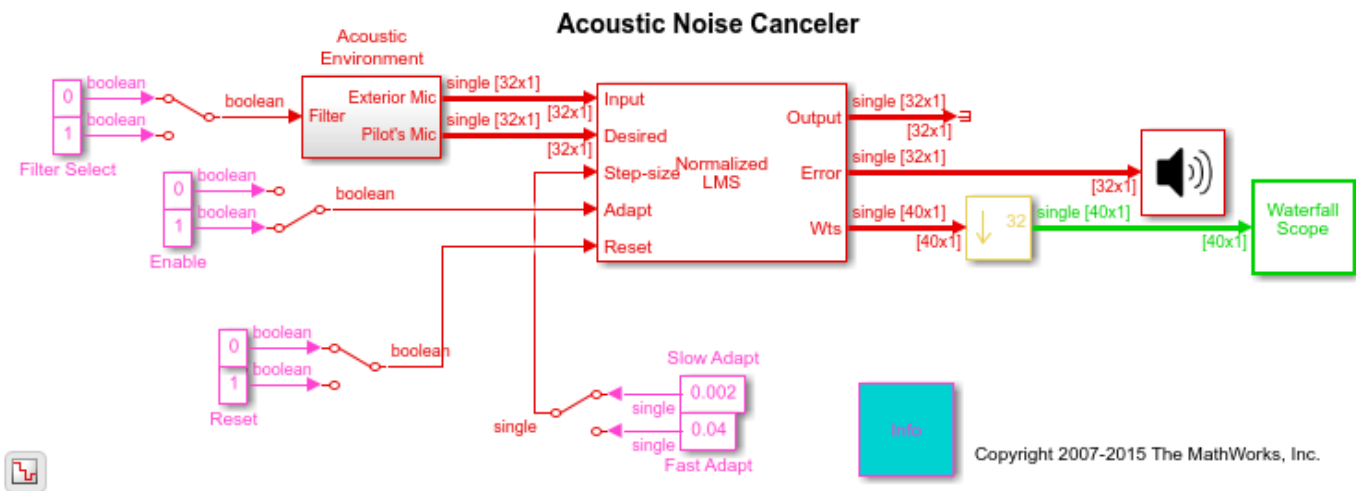 Acoustic Noise Canceler
Acoustic
Environment
boolean
0
boolean
1
Filter Select
boolean
Filter
Exterior Mic
Pilot's Mic
single [32x1]
[32x1]
single [32x1]
[32x1]
Input
Desired
Step-size
Adapt
Reset
Normalized
LMS
Output
Error
Wts
single [32x1]
[32x1]
single [32x1]
[32x1]
single [40x1]
[40x1]
32
single [40x1]
[40x1]
Waterfall
Scope
boolean
0
boolean
1
Enable
boolean
boolean
0
boolean
1
Reset
boolean
Slow Adapt
0.002
single
0.04
single
Fast Adapt
single
Info
Copyright 2007-2015 The MathWorks, Inc.